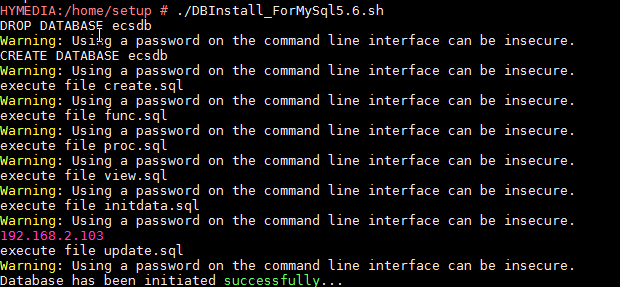 HYMEDIA:/home/setup # ./DBInstall_ForMySql5.6.sh
DROP DATABASE ecsdb
Warning: Using a password on the command line interface can be insecure.
CREATE DATABASE ecsdb
Warning: Using a password on the command line interface can be insecure.
execute file create.sql
Warning: Using a password on the command line interface can be insecure.
execute file func.sql
Warning: Using a password on the command line interface can be insecure.
execute file proc.sql
Warning: Using a password on the command line interface can be insecure.
execute file view.sql
Warning: Using a password on the command line interface can be insecure.
execute file initdata.sql
Warning: Using a password on the command line interface can be insecure.
192.168.2.103
execute file update.sql
Warning: Using a password on the command line interface can be insecure.
Database has been initiated successfully...